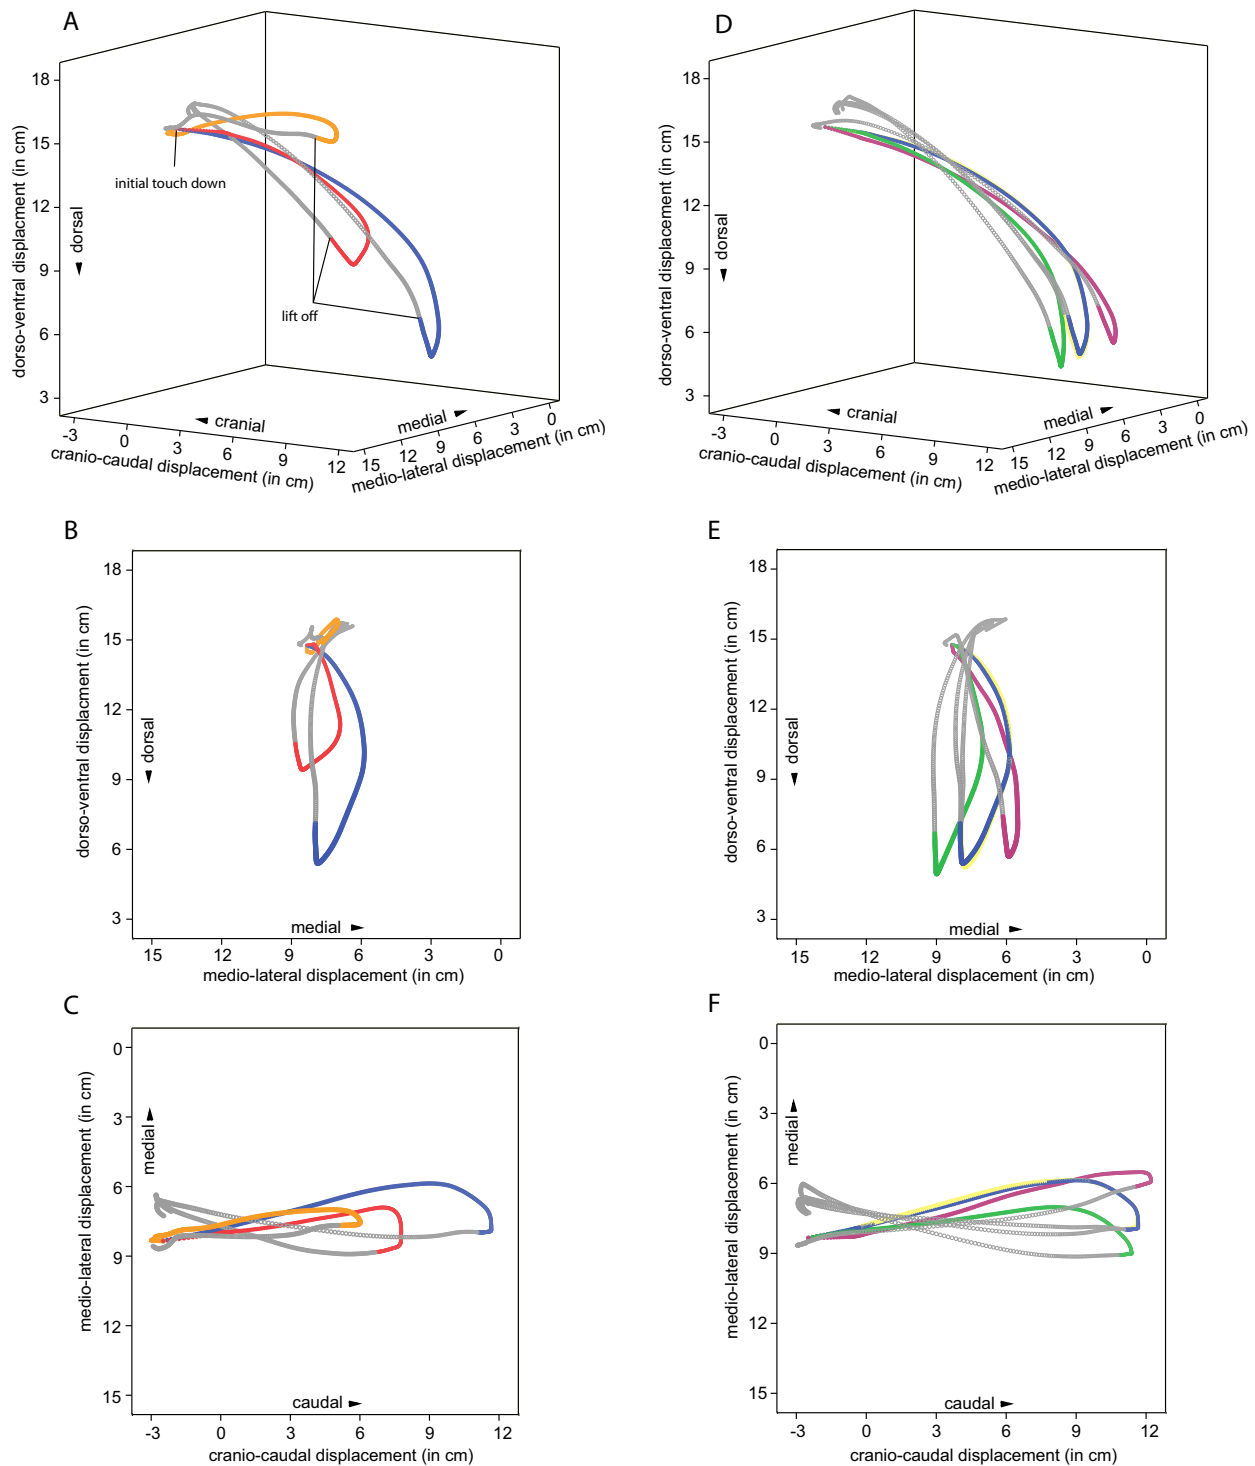 A
18
15
12
9
6
3
dorso-ventral displacment (in cm)
dorsal
initial touch down
lift off
cranial
medial
-3
0
3
6
9
12
15
12
9
6
3
0
cranio-caudal displacement (in cm)
medio-lateral displacement (in cm)
D
18
15
12
9
6
3
dorso-ventral displacement (in cm)
dorsal
cranial
medial
-3
0
3
6
9
12
15
12
9
6
3
0
cranio-caudal displacement (in cm)
medio-lateral displacement (in cm)
B
18
15
12
9
6
3
dorso-ventral displacement (in cm)
dorsal
medial
15 12 9 6 3 0
medio-lateral displacement (in cm)
E
18
15
12
9
6
3
dorso-ventral displacement (in cm)
dorsal
medial
15 12 9 6 3 0
medio-lateral displacement (in cm)
C
0
3
6
9
12
15
medio-lateral displacement (in cm)
medial
caudal
-3 0 3 6 9 12
cranio-caudal displacement (in cm)
F
0
3
6
9
12
15
medio-lateral displacement (in cm)
medial
caudal
-3 0 3 6 9 12
cranio-caudal displacement (in cm)